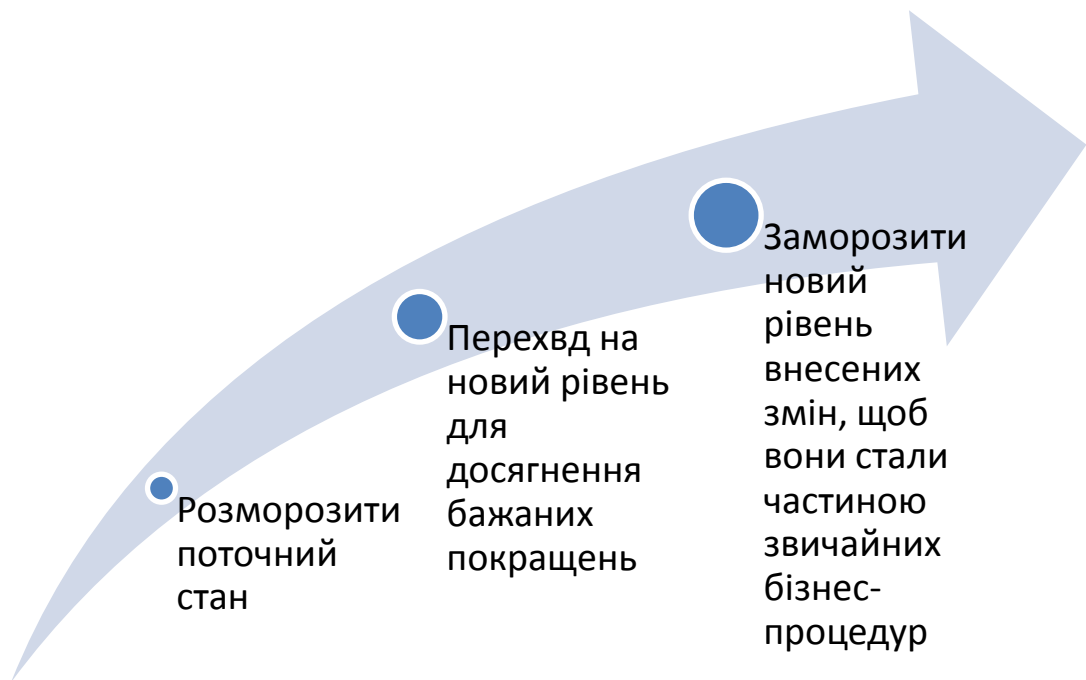 Розморозити
поточний
стан
Перехвд на
новий рівень
для
досягнення
бажаних
покращень
Заморозити
новий
рівень
внесених
змін, щоб
вони стали
частиною
звичайних
бізнес-
процедур